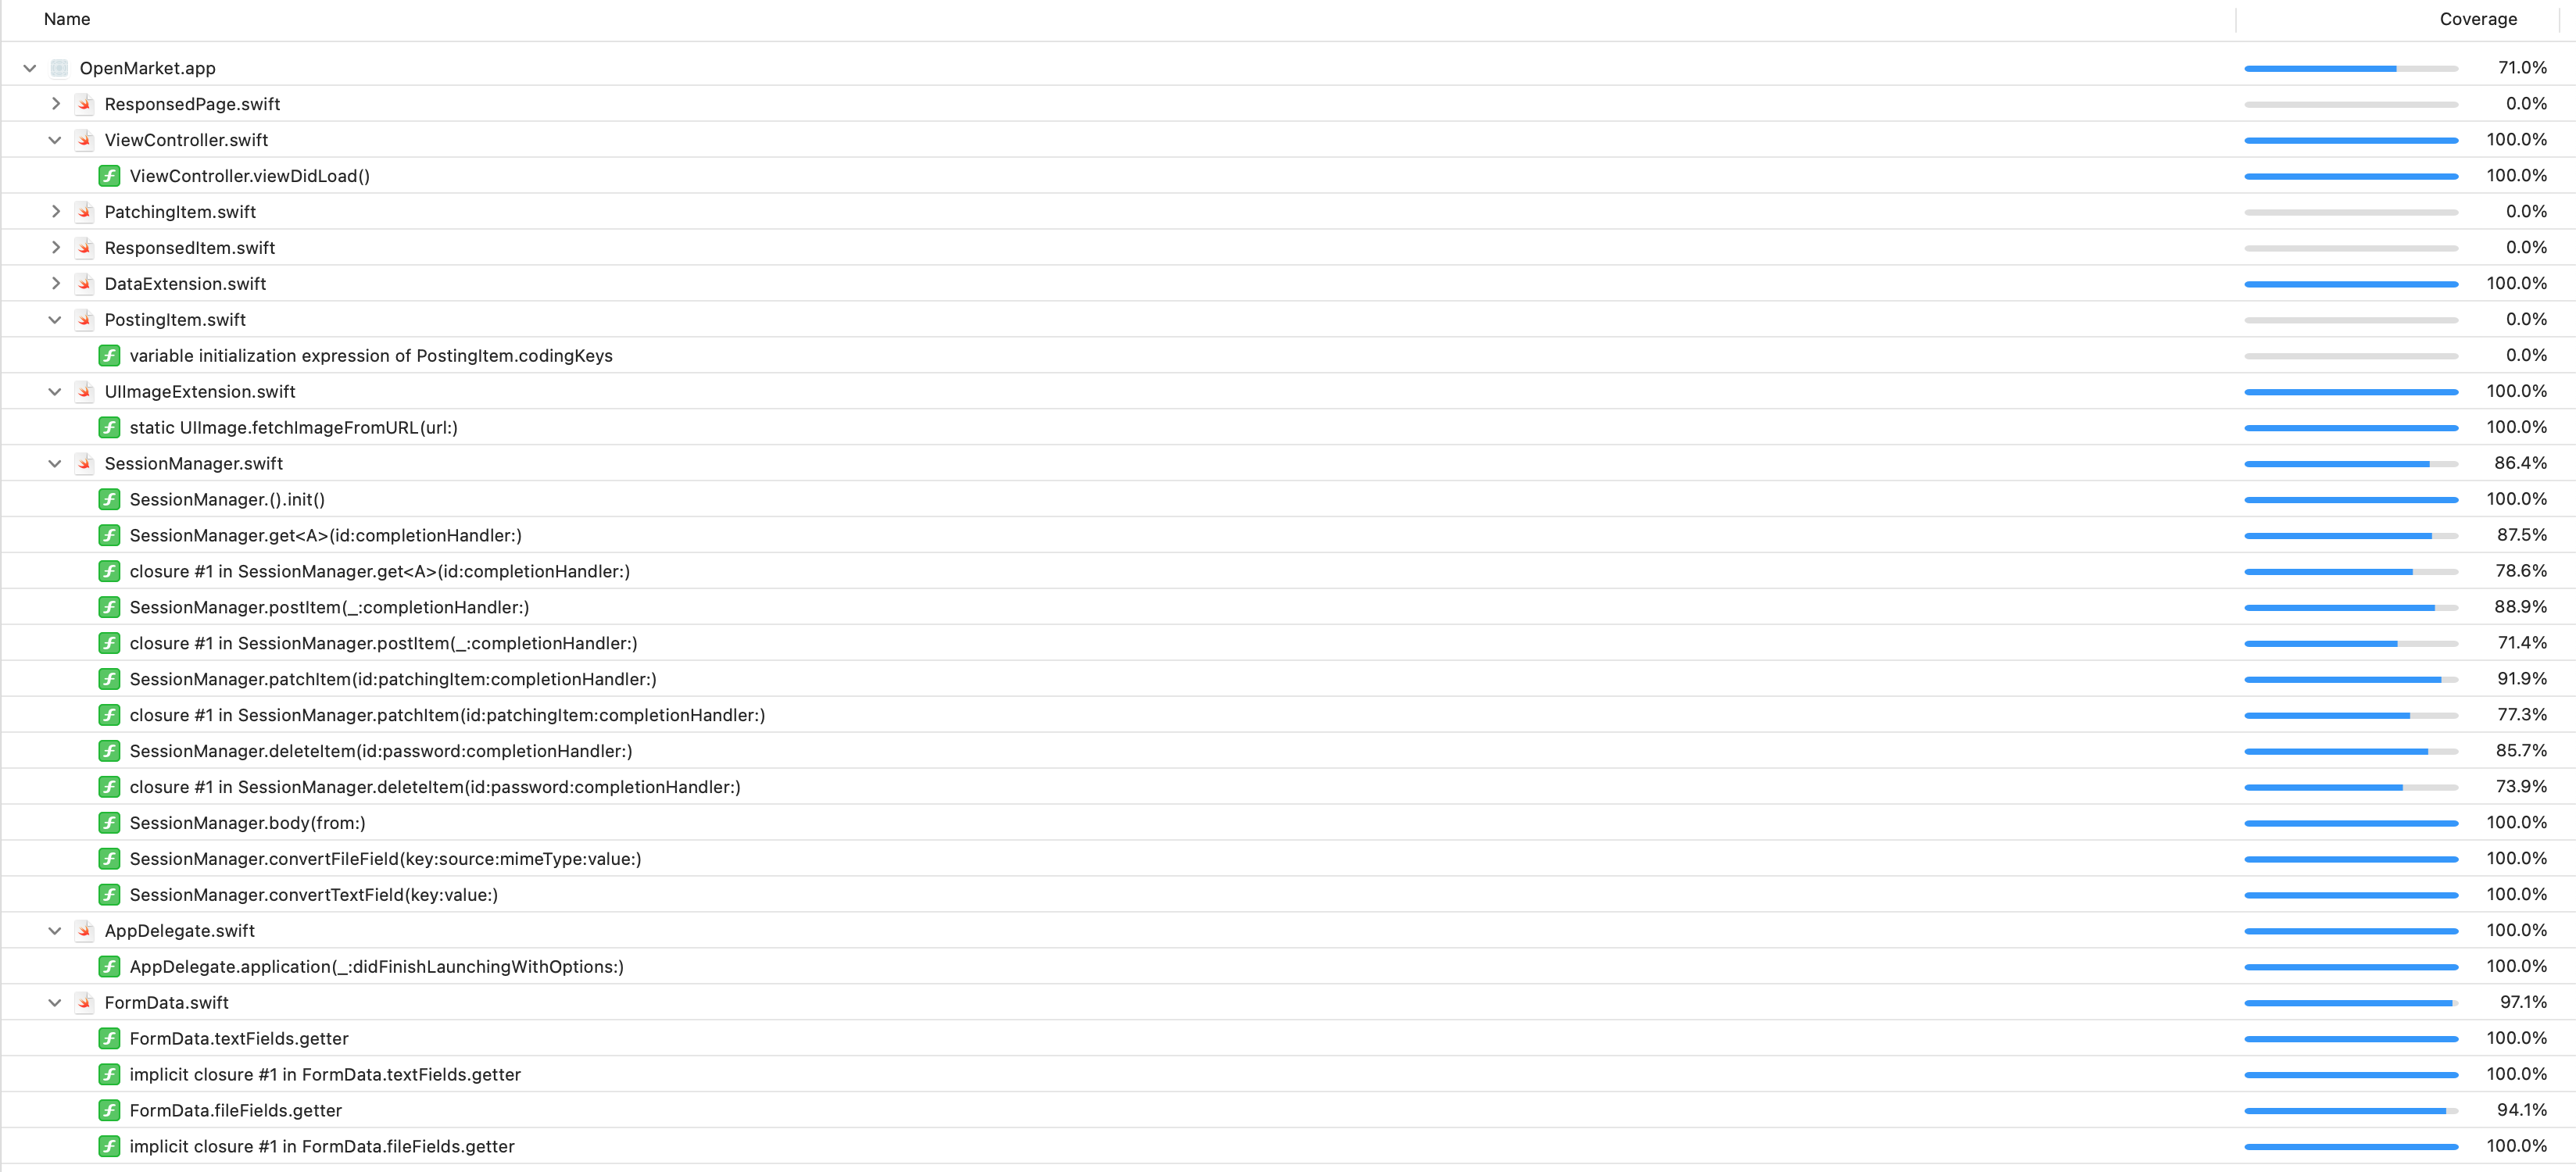 Name Coverage
OpenMarket.app 71.0%
ResponsedPage.swift 0.0%
ViewController.swift 100.0%
ViewController.viewDidLoad() 100.0%
PatchingItem.swift 0.0%
ResponsedItem.swift 0.0%
DataExtension.swift 100.0%
PostingItem.swift 0.0%
variable initialization expression of PostingItem.codingKeys 0.0%
UIImageExtension.swift 100.0%
static UIImage.fetchImageFromURL(url:) 100.0%
SessionManager.swift 86.4%
SessionManager.().init() 100.0%
SessionManager.get<A>(id:completionHandler:) 87.5%
closure #1 in SessionManager.get<A>(id:completionHandler:) 78.6%
SessionManager.postItem(_:completionHandler:) 88.9%
closure #1 in SessionManager.postItem(_:completionHandler:) 71.4%
SessionManager.patchItem(id:patchingItem:completionHandler:) 91.9%
closure #1 in SessionManager.patchItem(id:patchingItem:completionHandler:) 77.3%
SessionManager.deleteItem(id:password:completionHandler:) 85.7%
closure #1 in SessionManager.deleteItem(id:password:completionHandler:) 73.9%
SessionManager.body(from:) 100.0%
SessionManager.convertFileField(key:source:mimeType:value:) 100.0%
SessionManager.convertTextField(key:value:) 100.0%
AppDelegate.swift 100.0%
AppDelegate.application(_:didFinishLaunchingWithOptions:) 100.0%
FormData.swift 97.1%
FormData.textFields.getter 100.0%
implicit closure #1 in FormData.textFields.getter 100.0%
FormData.fileFields.getter 94.1%
implicit closure #1 in FormData.fileFields.getter 100.0%